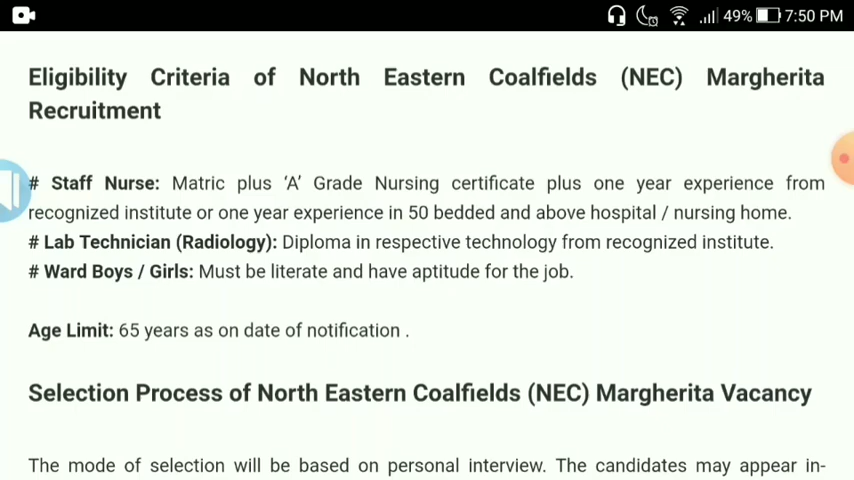 49% 7:50 PM
Eligibility Criteria of North Eastern Coalfields (NEC) Margherita
Recruitment
# Staff Nurse: Matric plus ‘A’ Grade Nursing certificate plus one year experience from
recognized institute or one year experience in 50 bedded and above hospital / nursing home.
# Lab Technician (Radiology): Diploma in respective technology from recognized institute.
# Ward Boys / Girls: Must be literate and have aptitude for the job.
Age Limit: 65 years as on date of notification .
Selection Process of North Eastern Coalfields (NEC) Margherita Vacancy
The mode of selection will be based on personal interview. The candidates may appear in-